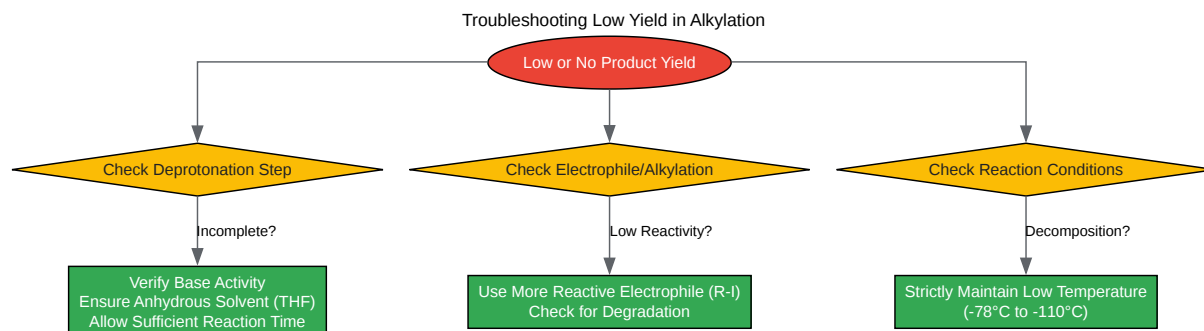 Troubleshooting Low Yield in Alkylation
Low or No Product Yield
Check Deprotonation Step
Check Electrophile/Alkylation
Check Reaction Conditions
Incomplete?
Low Reactivity?
Decomposition?
Verify Base Activity
Ensure Anhydrous Solvent (THF)
Allow Sufficient Reaction Time
Use More Reactive Electrophile (R-I)
Check for Degradation
Strictly Maintain Low Temperature
(-78°C to -110°C)